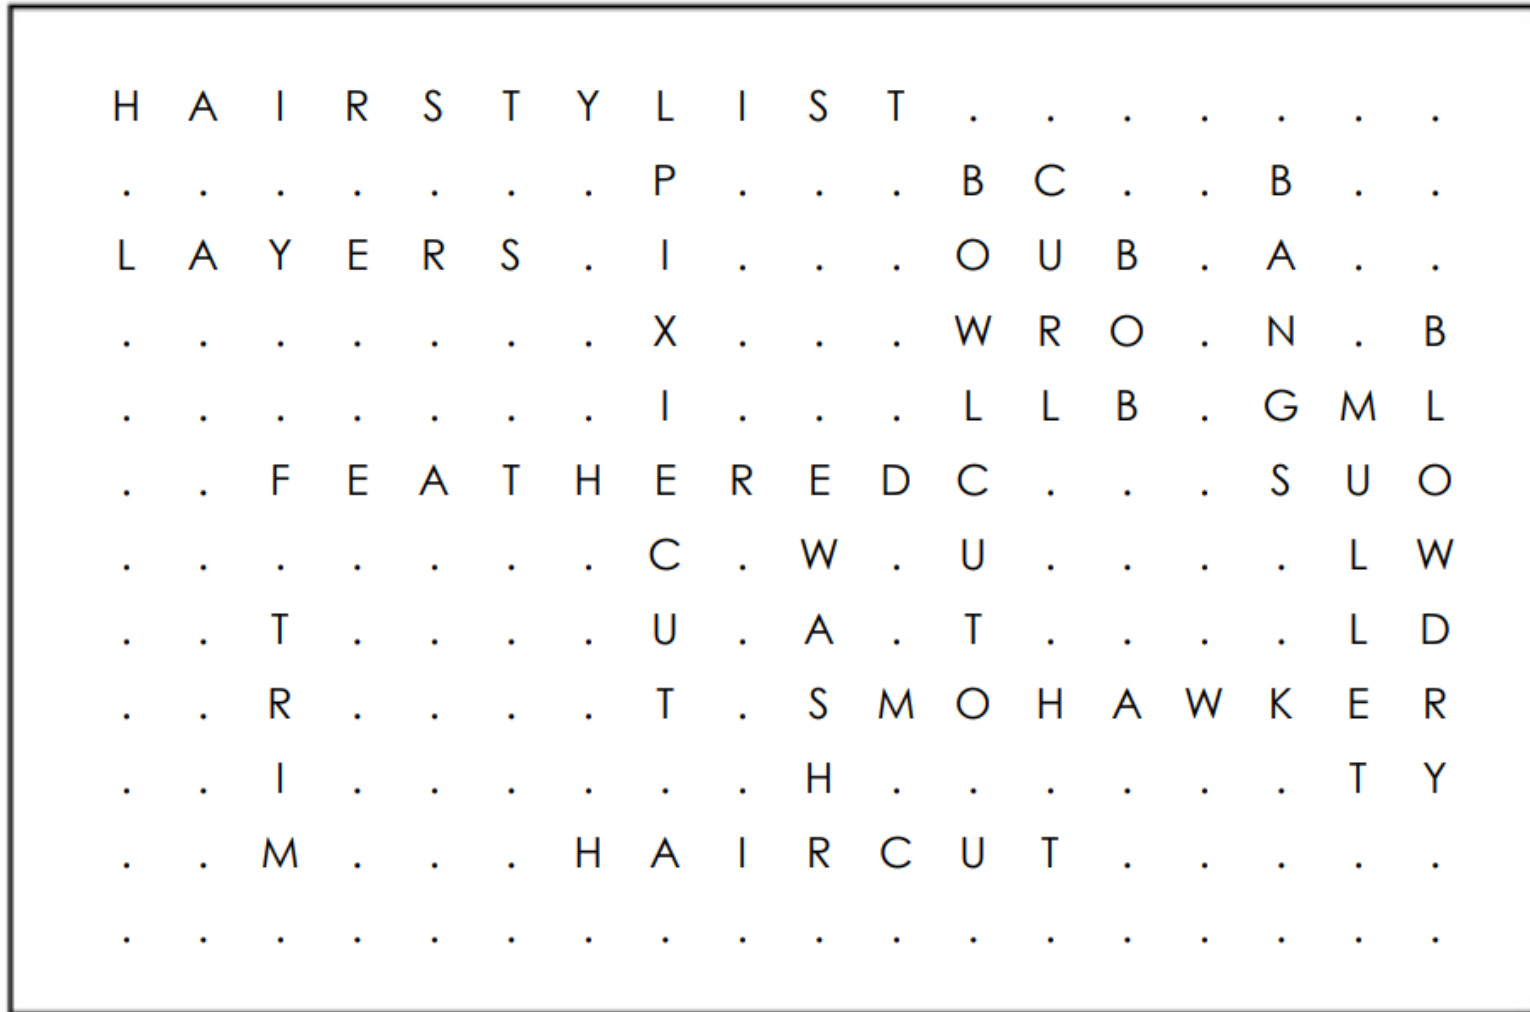 H A I R S T Y L I S T . . . . . . .
. . . . . . . P . . . B C . . B . .
L A Y E R S . I . . . O U B . A . .
. . . . . . . X . . . W R O . N . B
. . . . . . . I . . . L L B . G M L
. . F E A T H E R E D C . . . S U O
. . . . . . . C . W . U . . . . L W
. . T . . . . U . A . T . . . . L D
. . R . . . . T . S M O H A W K E R
. . I . . . . . . H . . . . . . T Y
. . M . . . H A I R C U T . . . . .
. . . . . . . . . . . . . . . . . .